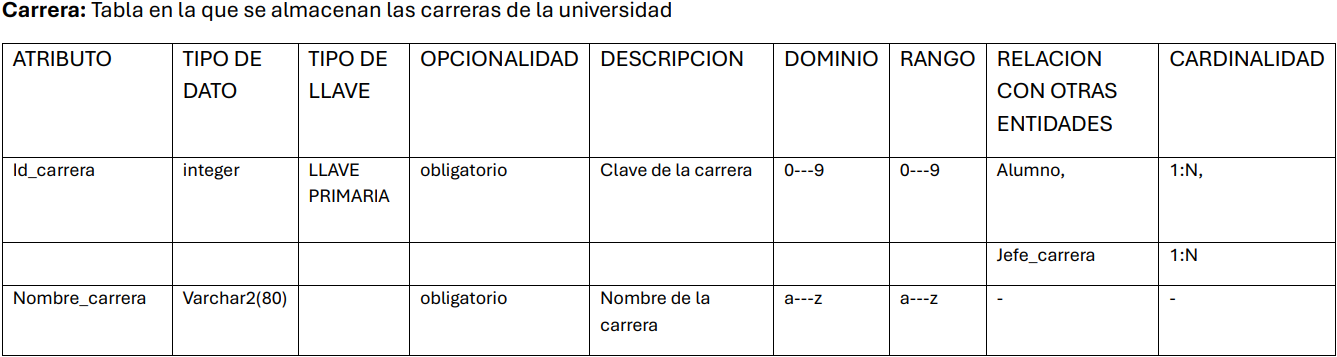 Carrera: Tabla en la que se almacenan las carreras de la universidad
ATRIBUTO TIPO DE DATO TIPO DE LLAVE OPCIONALIDAD DESCRIPCION DOMINIO RANGO RELACION CON OTRAS ENTIDADES CARDINALIDAD
Id_carrera integer LLAVE PRIMARIA obligatorio Clave de la carrera 0---9 0---9 Alumno, 1:N,
Jefe_carrera 1:N
Nombre_carrera Varchar2(80) obligatorio Nombre de la carrera a---z a---z - -